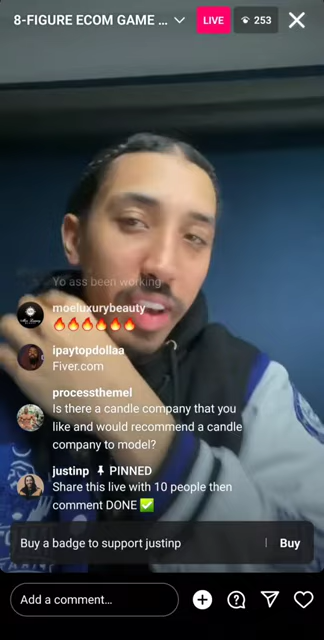 8-FIGURE ECOM GAME ... LIVE 253
Yo ass been working
moeluxurybeauty
🔥🔥🔥🔥🔥🔥
ipaytopdollaa
Fiver.com
processthemel
Is there a candle company that you
like and would recommend a candle
company to model?
justinp 📌 PINNED
Share this live with 10 people then
comment DONE ✅
Buy a badge to support justinp Buy
Add a comment...